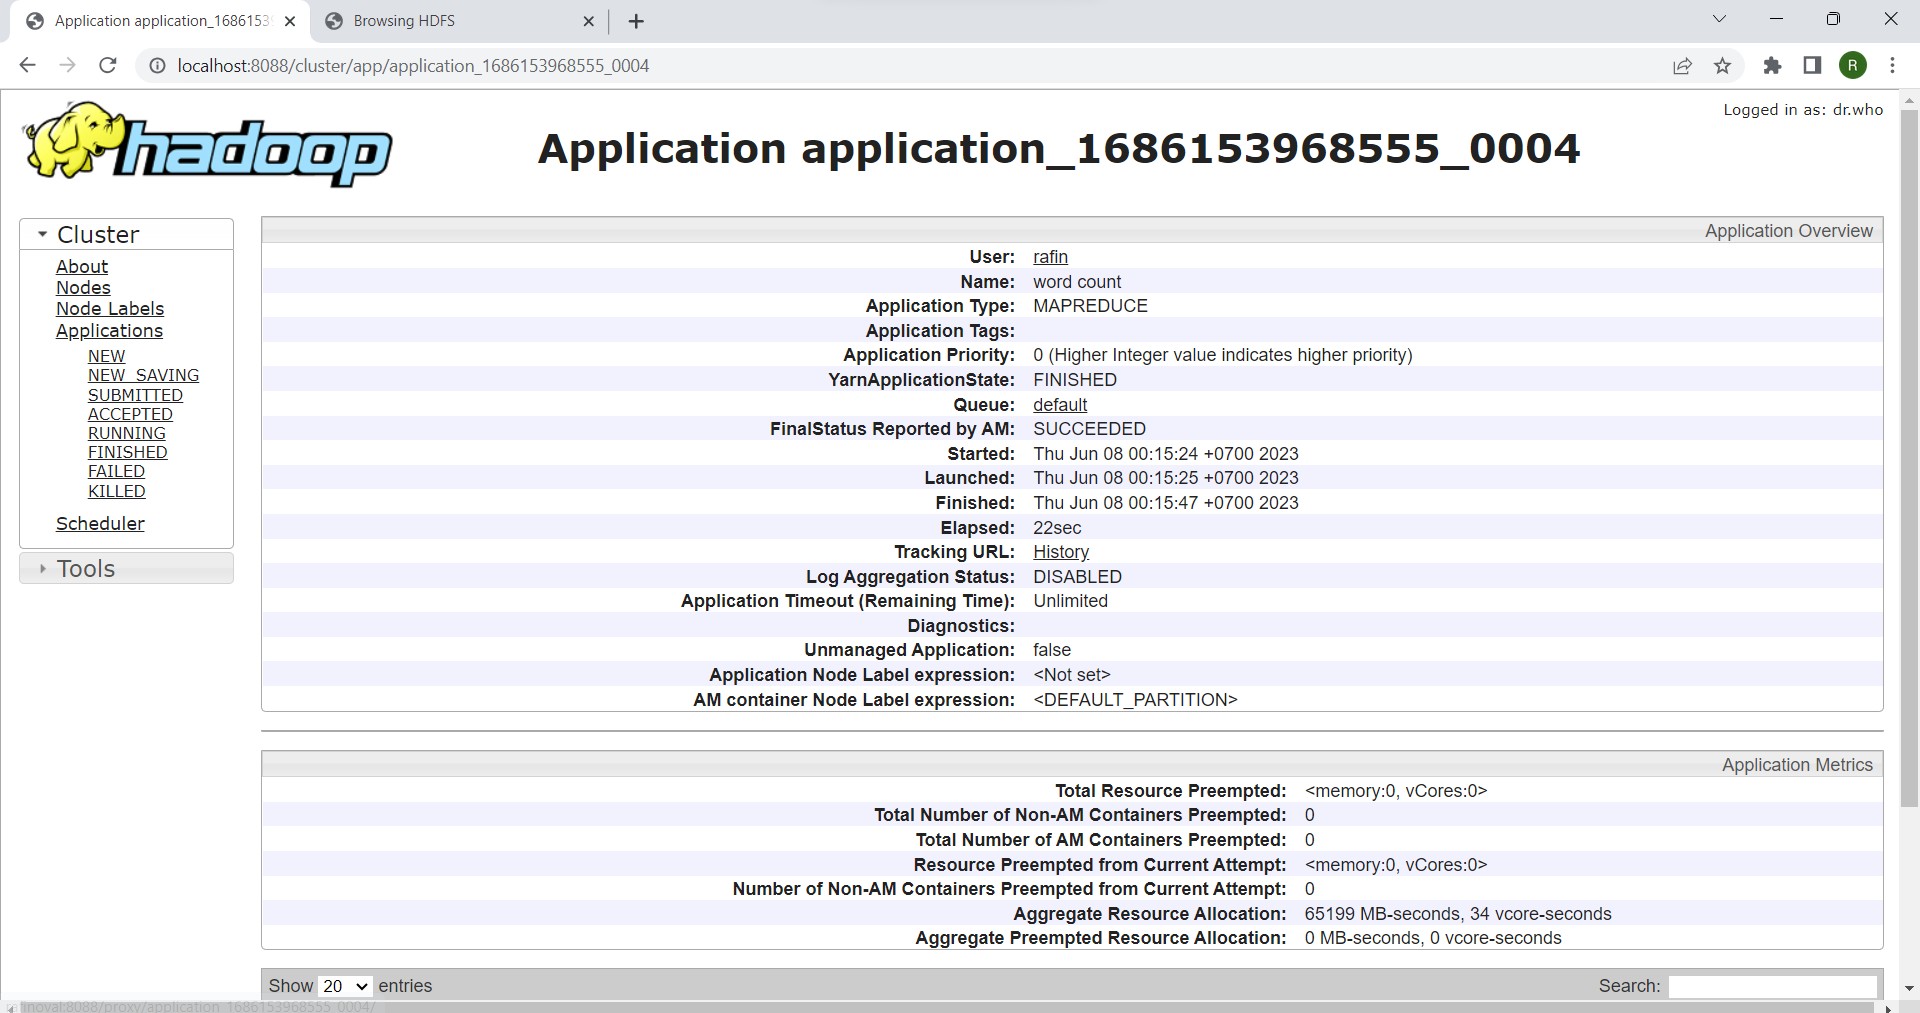 Application application_168615398
Browsing HDFS
localhost:8088/cluster/app/application_1686153968555_0004
R
Logged in as: dr.who
hadoop
Application application_1686153968555_0004
Cluster
About
Nodes
Node Labels
Applications
NEW
NEW_SAVING
SUBMITTED
ACCEPTED
RUNNING
FINISHED
FAILED
KILLED
Scheduler
Tools
Application Overview
User: rafin
Name: word count
Application Type: MAPREDUCE
Application Tags:
Application Priority: 0 (Higher Integer value indicates higher priority)
YarnApplicationState: FINISHED
Queue: default
FinalStatus Reported by AM: SUCCEEDED
Started: Thu Jun 08 00:15:24 +0700 2023
Launched: Thu Jun 08 00:15:25 +0700 2023
Finished: Thu Jun 08 00:15:47 +0700 2023
Elapsed: 22sec
Tracking URL: History
Log Aggregation Status: DISABLED
Application Timeout (Remaining Time): Unlimited
Diagnostics:
Unmanaged Application: false
Application Node Label expression: <Not set>
AM container Node Label expression: <DEFAULT_PARTITION>
Application Metrics
Total Resource Preempted: <memory:0, vCores:0>
Total Number of Non-AM Containers Preempted: 0
Total Number of AM Containers Preempted: 0
Resource Preempted from Current Attempt: <memory:0, vCores:0>
Number of Non-AM Containers Preempted from Current Attempt: 0
Aggregate Resource Allocation: 65199 MB-seconds, 34 vcore-seconds
Aggregate Preempted Resource Allocation: 0 MB-seconds, 0 vcore-seconds
Show 20 entries
Search:
:8088/proxy/application_1686153968555_0004/